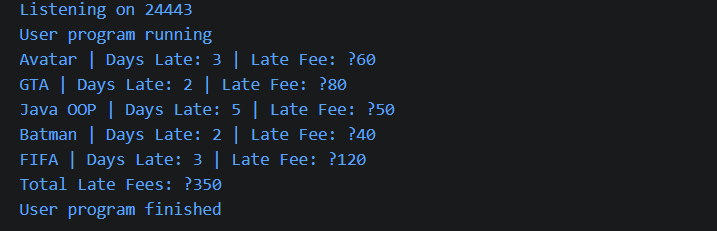 Listening on 24443
User program running
Avatar | Days Late: 3 | Late Fee: ?60
GTA | Days Late: 2 | Late Fee: ?80
Java OOP | Days Late: 5 | Late Fee: ?50
Batman | Days Late: 2 | Late Fee: ?40
FIFA | Days Late: 3 | Late Fee: ?120
Total Late Fees: ?350
User program finished